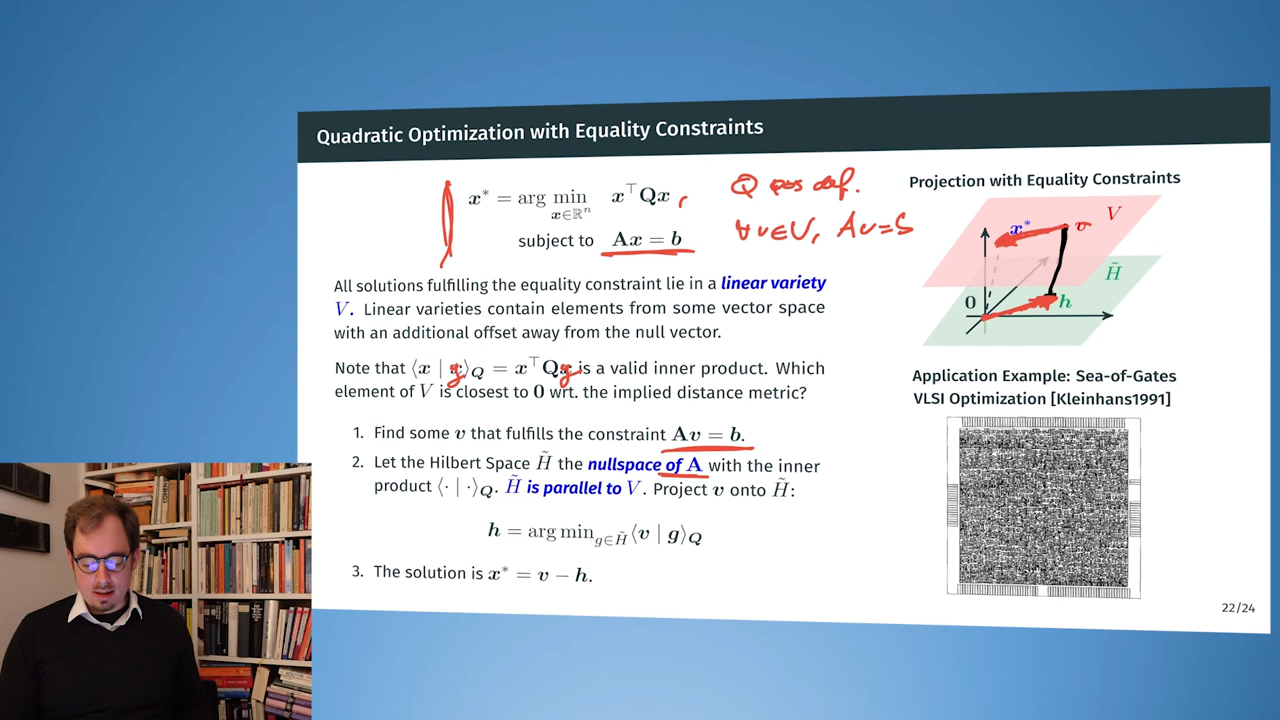 Quadratic Optimization with Equality Constraints
x* = arg min x⊤Qx,
x∈ℝⁿ
subject to Ax = b
Q pos def.
∀v∈V, Av=b
All solutions fulfilling the equality constraint lie in a linear variety
V. Linear varieties contain elements from some vector space
with an additional offset away from the null vector.
Note that ⟨x | y⟩Q = x⊤Qy is a valid inner product. Which
element of V is closest to 0 wrt. the implied distance metric?
1. Find some v that fulfills the constraint Av = b.
2. Let the Hilbert Space H̃ the nullspace of A with the inner
product ⟨· | ·⟩Q. H̃ is parallel to V. Project v onto H̃:
h = arg min g∈H̃ ⟨v | g⟩Q
3. The solution is x* = v − h.
Projection with Equality Constraints
V
x*
v
H̃
0
h
Application Example: Sea-of-Gates
VLSI Optimization [Kleinhans1991]
22/24